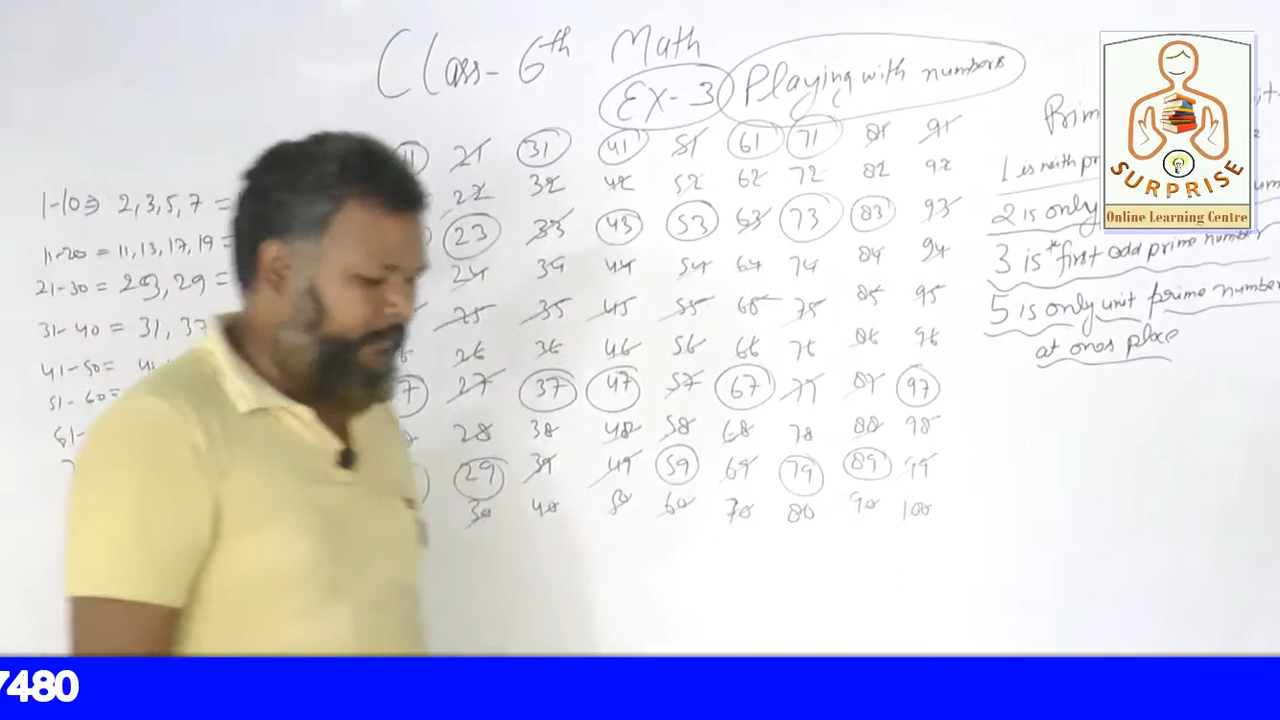 Class- 6th Math
EX-3 Playing with numbers
21 31 41 51 61 71 81 91
22 32 42 52 62 72 82 92
23 33 43 53 63 73 83 93
24 34 44 54 64 74 84 94
25 35 45 55 65 75 85 95
26 36 46 56 66 76 86 96
27 37 47 57 67 77 87 97
28 38 48 58 68 78 88 98
29 39 49 59 69 79 89 99
30 40 50 60 70 80 90 100
1-10⇒ 2,3,5,7 =
11-20 = 11,13,17,19 =
21-30 = 23, 29 =
31-40 = 31, 37
41-50=
51-60=
1 is
2 is only
3 is *first odd prime number
5 is only unit prime number
at ones place
SURPRISE
Online Learning Centre
7480